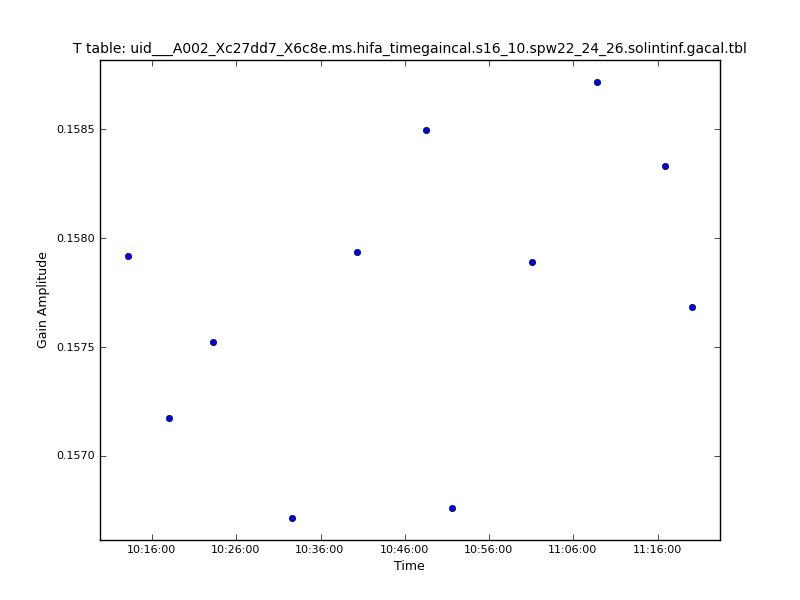 T table: uid___A002_Xc27dd7_X6c8e.ms.hifa_timegaincal.s16_10.spw22_24_26.solintinf.gacal.tbl
0.1585
0.1580
0.1575
0.1570
Gain Amplitude
10:16:00 10:26:00 10:36:00 10:46:00 10:56:00 11:06:00 11:16:00
Time